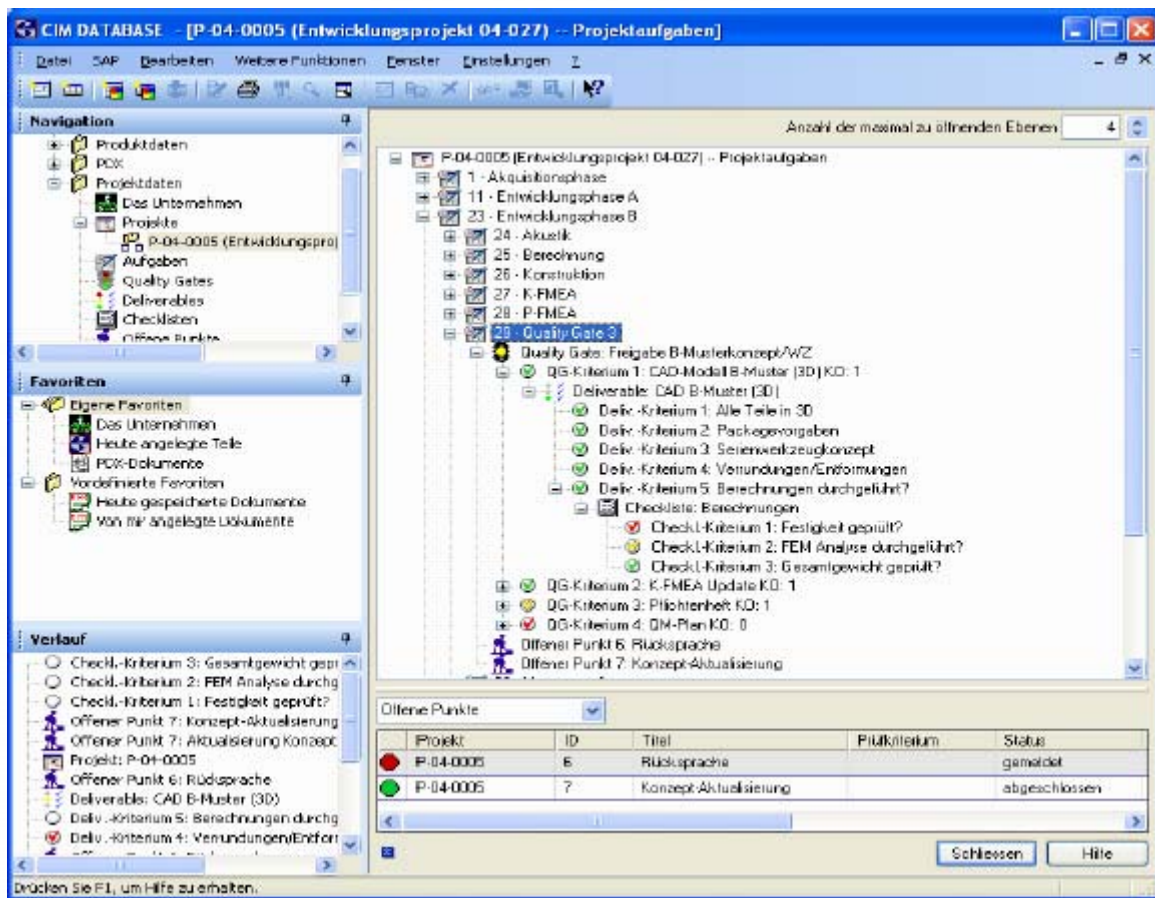 CIM DATABASE - [P-04-0005 (Entwicklungsprojekt 04-027) -- Projektaufgaben]
Datei SAP Bearbeiten Weitere Funktionen Fenster Einstellungen ?
Navigation
Produktdaten
PDX
Projektdaten
Das Unternehmen
Projekte
P-04-0005 (Entwicklungsproj
Aufgaben
Quality Gates
Deliverables
Checklisten
Offene Punkte
Favoriten
Eigene Favoriten
Das Unternehmen
Heute angelegte Teile
PDX-Dokumente
Vordefinierte Favoriten
Heute gespeicherte Dokumente
Von mir angelegte Dokumente
Verlauf
Checkl.-Kriterium 3: Gesamtgewicht gepr
Checkl.-Kriterium 2: FEM Analyse durchg
Checkl.-Kriterium 1: Festigkeit geprüft?
Offener Punkt 7: Konzept-Aktualisierung
Offener Punkt 7: Aktualisierung Konzept
Projekt: P-04-0005
Offener Punkt 6: Rücksprache
Deliverable: CAD B-Muster (3D)
Deliv.-Kriterium 5: Berechnungen durchg
Deliv.-Kriterium 4: Verrundungen/Entforr
Anzahl der maximal zu öffnenden Ebenen 4
P-04-0005 (Entwicklungsprojekt 04-027) -- Projektaufgaben
1 - Akquisitionsphase
11 - Entwicklungsphase A
23 - Entwicklungsphase B
24 - Akustik
25 - Berechnung
26 - Konstruktion
27 - K-FMEA
28 - P-FMEA
29 - Quality Gate 3
Quality Gate: Freigabe B-Musterkonzept/WZ
QG-Kriterium 1: CAD-Modell B-Muster (3D) KO: 1
Deliverable: CAD B-Muster (3D)
Deliv.-Kriterium 1: Alle Teile in 3D
Deliv.-Kriterium 2: Packagevorgaben
Deliv.-Kriterium 3: Serienwerkzeugkonzept
Deliv.-Kriterium 4: Verrundungen/Entformungen
Deliv.-Kriterium 5: Berechnungen durchgeführt?
Checkliste: Berechnungen
Checkl.-Kriterium 1: Festigkeit geprüft?
Checkl.-Kriterium 2: FEM Analyse durchgeführt?
Checkl.-Kriterium 3: Gesamtgewicht geprüft?
QG-Kriterium 2: K-FMEA Update KO: 1
QG-Kriterium 3: Pflichtenheft KO: 1
QG-Kriterium 4: QM-Plan KO: 0
Offener Punkt 6: Rücksprache
Offener Punkt 7: Konzept-Aktualisierung
Offene Punkte
Projekt ID Titel Prüfkriterium Status
P-04-0005 6 Rücksprache gemeldet
P-04-0005 7 Konzept-Aktualisierung abgeschlossen
Schliessen Hilfe
Drücken Sie F1, um Hilfe zu erhalten.